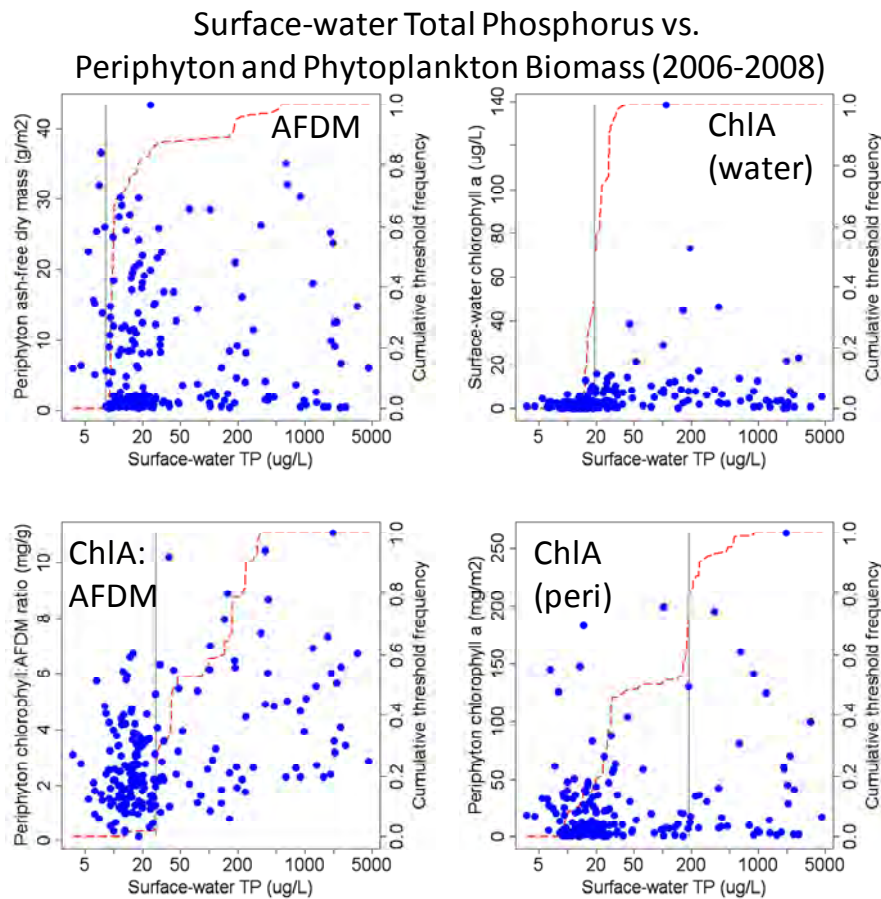 Surface-water Total Phosphorus vs.
Periphyton and Phytoplankton Biomass (2006-2008)
AFDM
Periphyton ash-free dry mass (g/m2)
0 10 20 30 40
5 20 50 200 1000 5000
Surface-water TP (ug/L)
0.0 0.2 0.4 0.6 0.8 1.0
Cumulative threshold frequency
ChlA
(water)
Surface-water chlorophyll a (ug/L)
0 20 40 60 80 100 120 140
5 20 50 200 1000 5000
Surface-water TP (ug/L)
0.0 0.2 0.4 0.6 0.8 1.0
Cumulative threshold frequency
ChlA:
AFDM
Periphyton chlorophyll:AFDM ratio (mg/g)
0 2 4 6 8 10
5 20 50 200 1000 5000
Surface-water TP (ug/L)
0.0 0.2 0.4 0.6 0.8 1.0
Cumulative threshold frequency
ChlA
(peri)
Periphyton chlorophyll a (mg/m2)
0 50 100 150 200 250
5 20 50 200 1000 5000
Surface-water TP (ug/L)
0.0 0.2 0.4 0.6 0.8 1.0
Cumulative threshold frequency